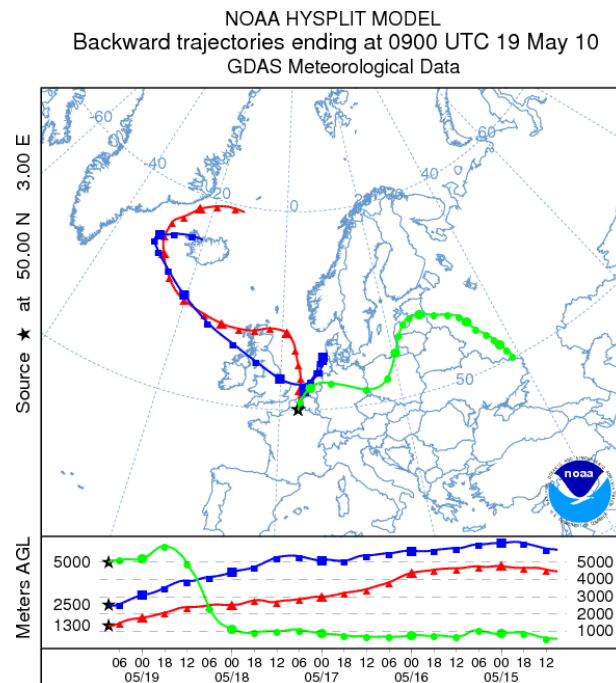 NOAA HYSPLIT MODEL
Backward trajectories ending at 0900 UTC 19 May 10
GDAS Meteorological Data
Source ★ at 50.00 N 3.00 E
-60
-40
-20
0
20
40
60
50
noaa
Meters AGL
5000
2500
1300
5000
4000
3000
2000
1000
06 00 18 12 06 00 18 12 06 00 18 12 06 00 18 12 06 00 18 12
05/19 05/18 05/17 05/16 05/15